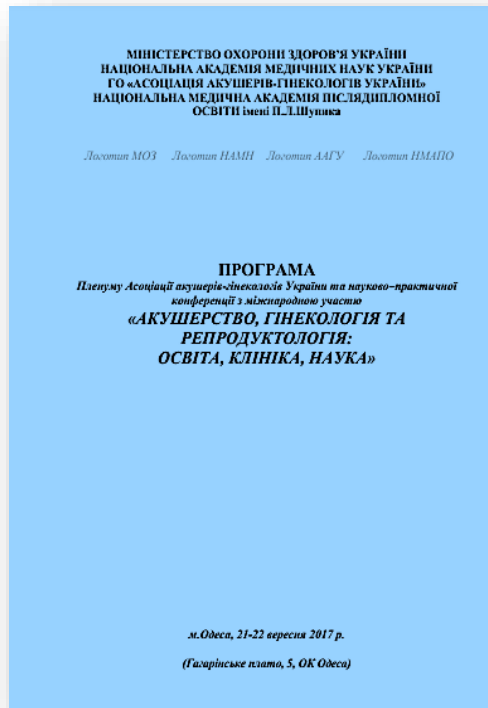 МІНІСТЕРСТВО ОХОРОНИ ЗДОРОВ'Я УКРАЇНИ
НАЦІОНАЛЬНА АКАДЕМІЯ МЕДИЧНИХ НАУК УКРАЇНИ
ГО «АСОЦІАЦІЯ АКУШЕРІВ-ГІНЕКОЛОГІВ УКРАЇНИ»
НАЦІОНАЛЬНА МЕДИЧНА АКАДЕМІЯ ПІСЛЯДИПЛОМНОЇ
ОСВІТИ імені П.Л.Шупика
Логотип МОЗ Логотип НАМН Логотип ААГУ Логотип НМАПО
ПРОГРАМА
Пленуму Асоціації акушерів-гінекологів України та науково–практичної
конференції з міжнародною участю
«АКУШЕРСТВО, ГІНЕКОЛОГІЯ ТА
РЕПРОДУКТОЛОГІЯ:
ОСВІТА, КЛІНІКА, НАУКА»
м.Одеса, 21-22 вересня 2017 р.
(Гагарінське плато, 5, ОК Одеса)